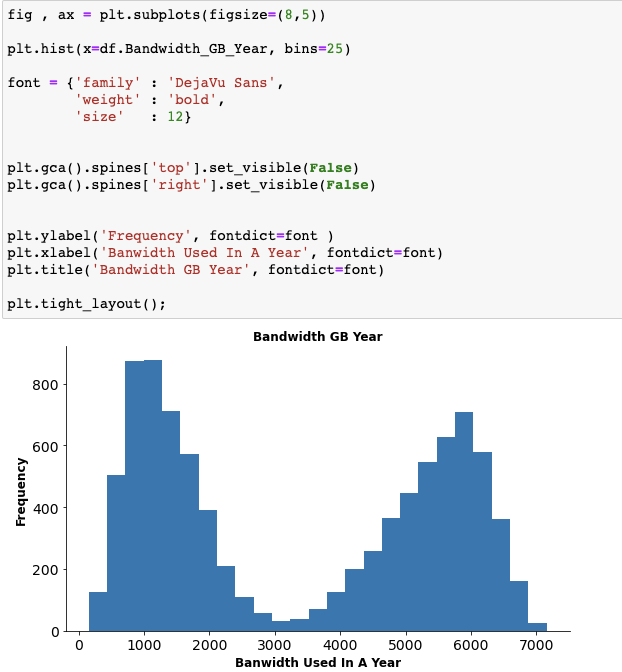 fig , ax = plt.subplots(figsize=(8,5))
plt.hist(x=df.Bandwidth_GB_Year, bins=25)
font = {'family' : 'DejaVu Sans',
        'weight' : 'bold',
        'size'   : 12}
plt.gca().spines['top'].set_visible(False)
plt.gca().spines['right'].set_visible(False)
plt.ylabel('Frequency', fontdict=font )
plt.xlabel('Banwidth Used In A Year', fontdict=font)
plt.title('Bandwidth GB Year', fontdict=font)
plt.tight_layout();
Bandwidth GB Year
800
600
400
200
0
Frequency
0 1000 2000 3000 4000 5000 6000 7000
Banwidth Used In A Year